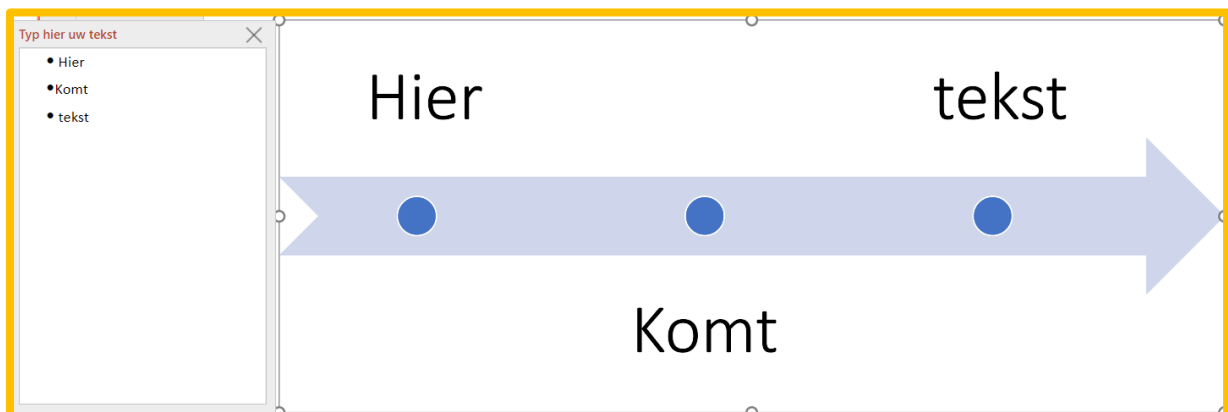 Typ hier uw tekst
• Hier
• Komt
• tekst
Hier
tekst
Komt